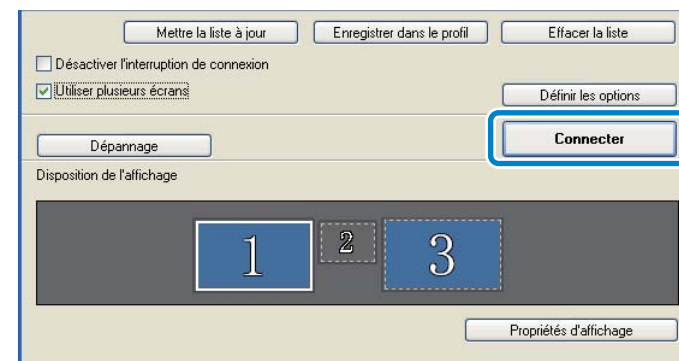 Mettre la liste à jour Enregistrer dans le profil Effacer la liste
Désactiver l'interruption de connexion
Utiliser plusieurs écrans
Définir les options
Dépannage Connecter
Disposition de l'affichage
1 2 3
Propriétés d'affichage